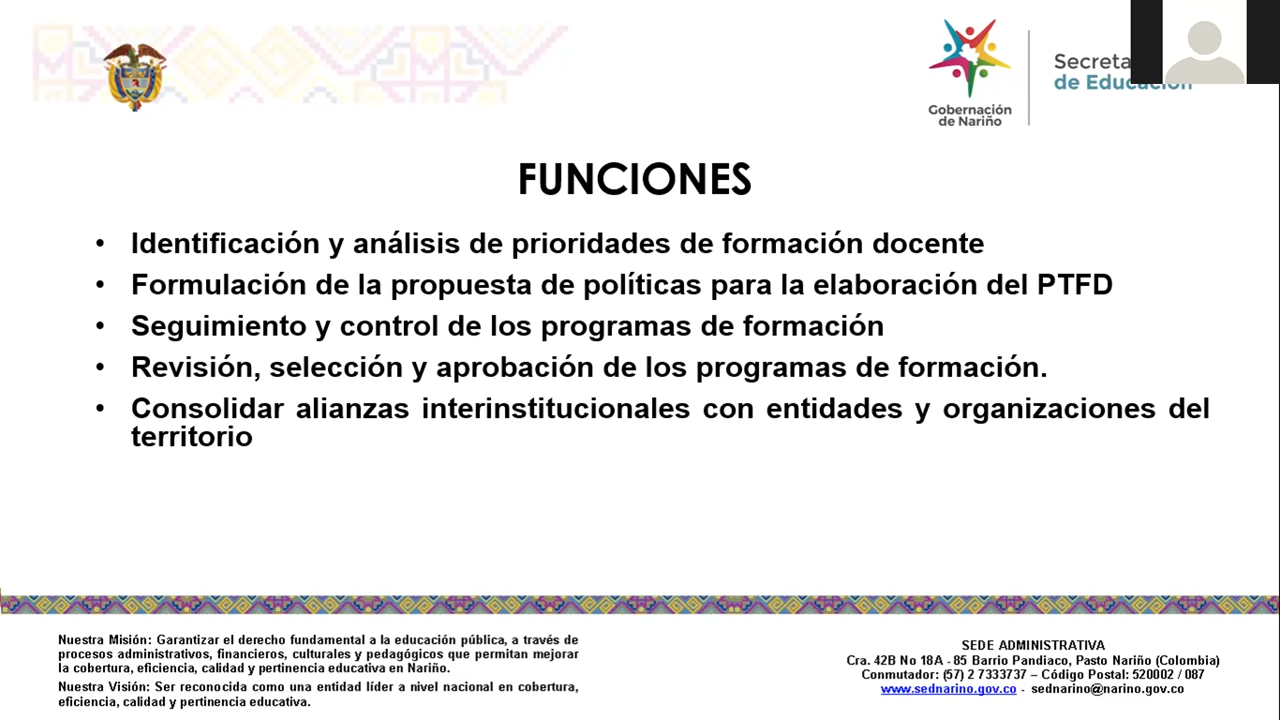 Gobernación
de Nariño
de Educación
FUNCIONES
• Identificación y análisis de prioridades de formación docente
• Formulación de la propuesta de políticas para la elaboración del PTFD
• Seguimiento y control de los programas de formación
• Revisión, selección y aprobación de los programas de formación.
• Consolidar alianzas interinstitucionales con entidades y organizaciones del
territorio
Nuestra Misión: Garantizar el derecho fundamental a la educación pública, a través de
procesos administrativos, financieros, culturales y pedagógicos que permitan mejorar
la cobertura, eficiencia, calidad y pertinencia educativa en Nariño.
Nuestra Visión: Ser reconocida como una entidad líder a nivel nacional en cobertura,
eficiencia, calidad y pertinencia educativa.
SEDE ADMINISTRATIVA
Cra. 42B No 18A - 85 Barrio Pandiaco, Pasto Nariño (Colombia)
Conmutador: (57) 2 7333737 – Código Postal: 520002 / 087
www.sednarino.gov.co - sednarino@narino.gov.co